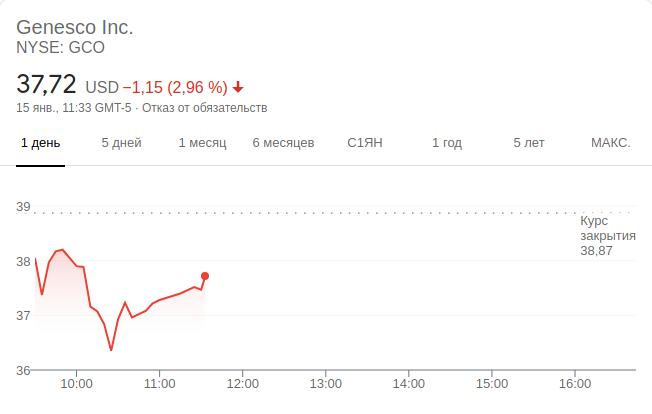 Genesco Inc.
NYSE: GCO
37,72 USD −1,15 (2,96 %)
15 янв., 11:33 GMT-5 · Отказ от обязательств
1 день 5 дней 1 месяц 6 месяцев С1ЯН 1 год 5 лет МАКС.
39
Курс
закрытия
38,87
38
37
36
10:00 11:00 12:00 13:00 14:00 15:00 16:00